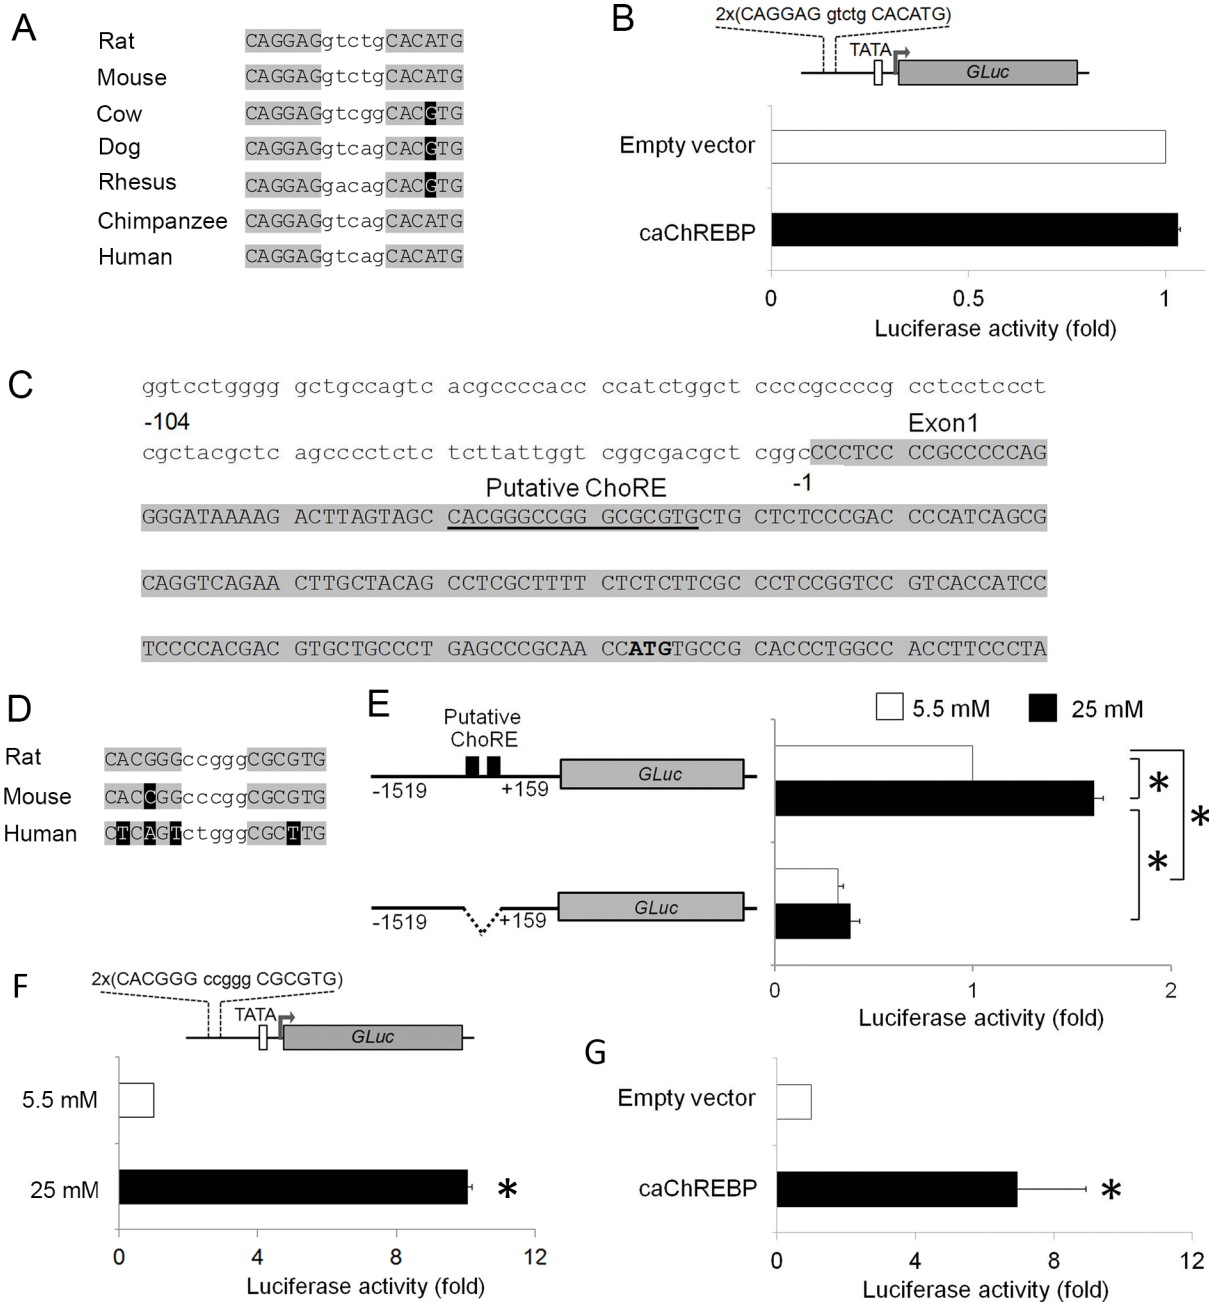 A
Rat CAGGAGgtctgCACATG
Mouse CAGGAGgtctgCACATG
Cow CAGGAGgtcggCACGTG
Dog CAGGAGgtcagCACGTG
Rhesus CAGGAGgacagCACGTG
Chimpanzee CAGGAGgtcagCACATG
Human CAGGAGgtcagCACATG
B
2x(CAGGAG gtctg CACATG)
TATA
GLuc
Empty vector
caChREBP
0 0.5 1
Luciferase activity (fold)
C
ggtcctgggg gctgccagtc acgccccacc ccatctggct ccccgccccg cctcctccct
-104
Exon1
cgctacgctc agcccctctc tcttattggt cggcgacgct cggcCCCTCC CCGCCCCCAG
-1
Putative ChoRE
GGGATAAAAG ACTTAGTAGC CACGGGCCGG GCGCGTGCTG CTCTCCCGAC CCCATCAGCG
CAGGTCAGAA CTTGCTACAG CCTCGCTTTT CTCTCTTCGC CCTCCGGTCC GTCACCATCC
TCCCCACGAC GTGCTGCCCT GAGCCCGCAA CCATGTGCCG CACCCTGGCC ACCTTCCCTA
D
Rat CACGGGccgggCGCGTG
Mouse CACCGGcccggCGCGTG
Human CTCAGTctgggCGCTTG
E
Putative
ChoRE
-1519
+159
GLuc
-1519
+159
GLuc
5.5 mM
25 mM
*
*
*
0 1 2
Luciferase activity (fold)
F
2x(CACGGG ccggg CGCGTG)
TATA
GLuc
5.5 mM
25 mM
*
0 4 8 12
Luciferase activity (fold)
G
Empty vector
caChREBP
*
0 4 8 12
Luciferase activity (fold)